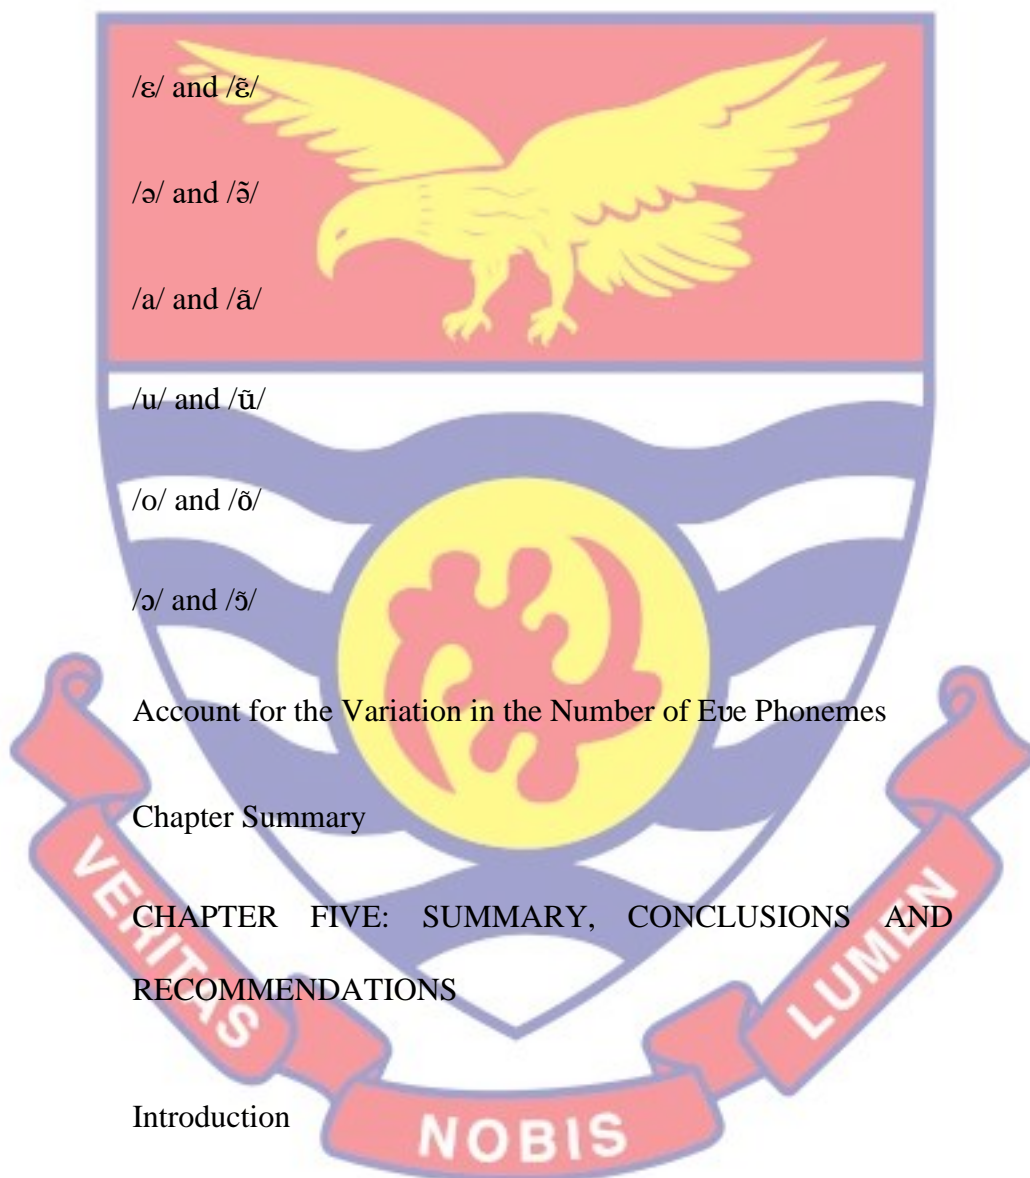 /ɛ/ and /ɛ̃/
/ə/ and /ə̃/
/a/ and /ã/
/u/ and /ũ/
/o/ and /õ/
/ɔ/ and /ɔ̃/
Account for the Variation in the Number of Eʋe Phonemes
Chapter Summary
CHAPTER FIVE: SUMMARY, CONCLUSIONS AND
RECOMMENDATIONS
Introduction
VERITAS
NOBIS
LUMEN